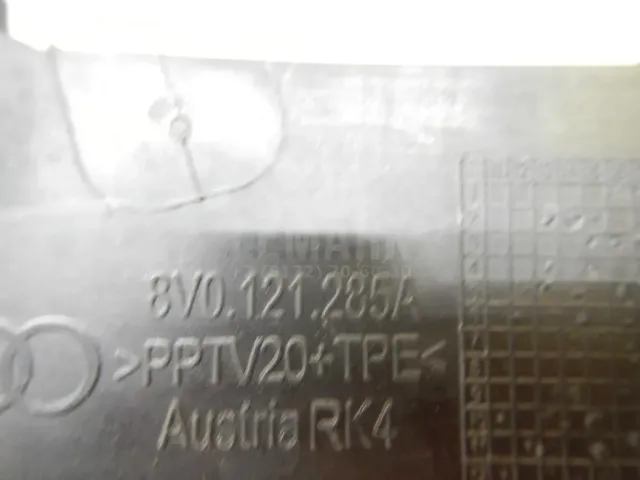 8V0.121.285A
>PPTV20+TPE<
Austria RK4